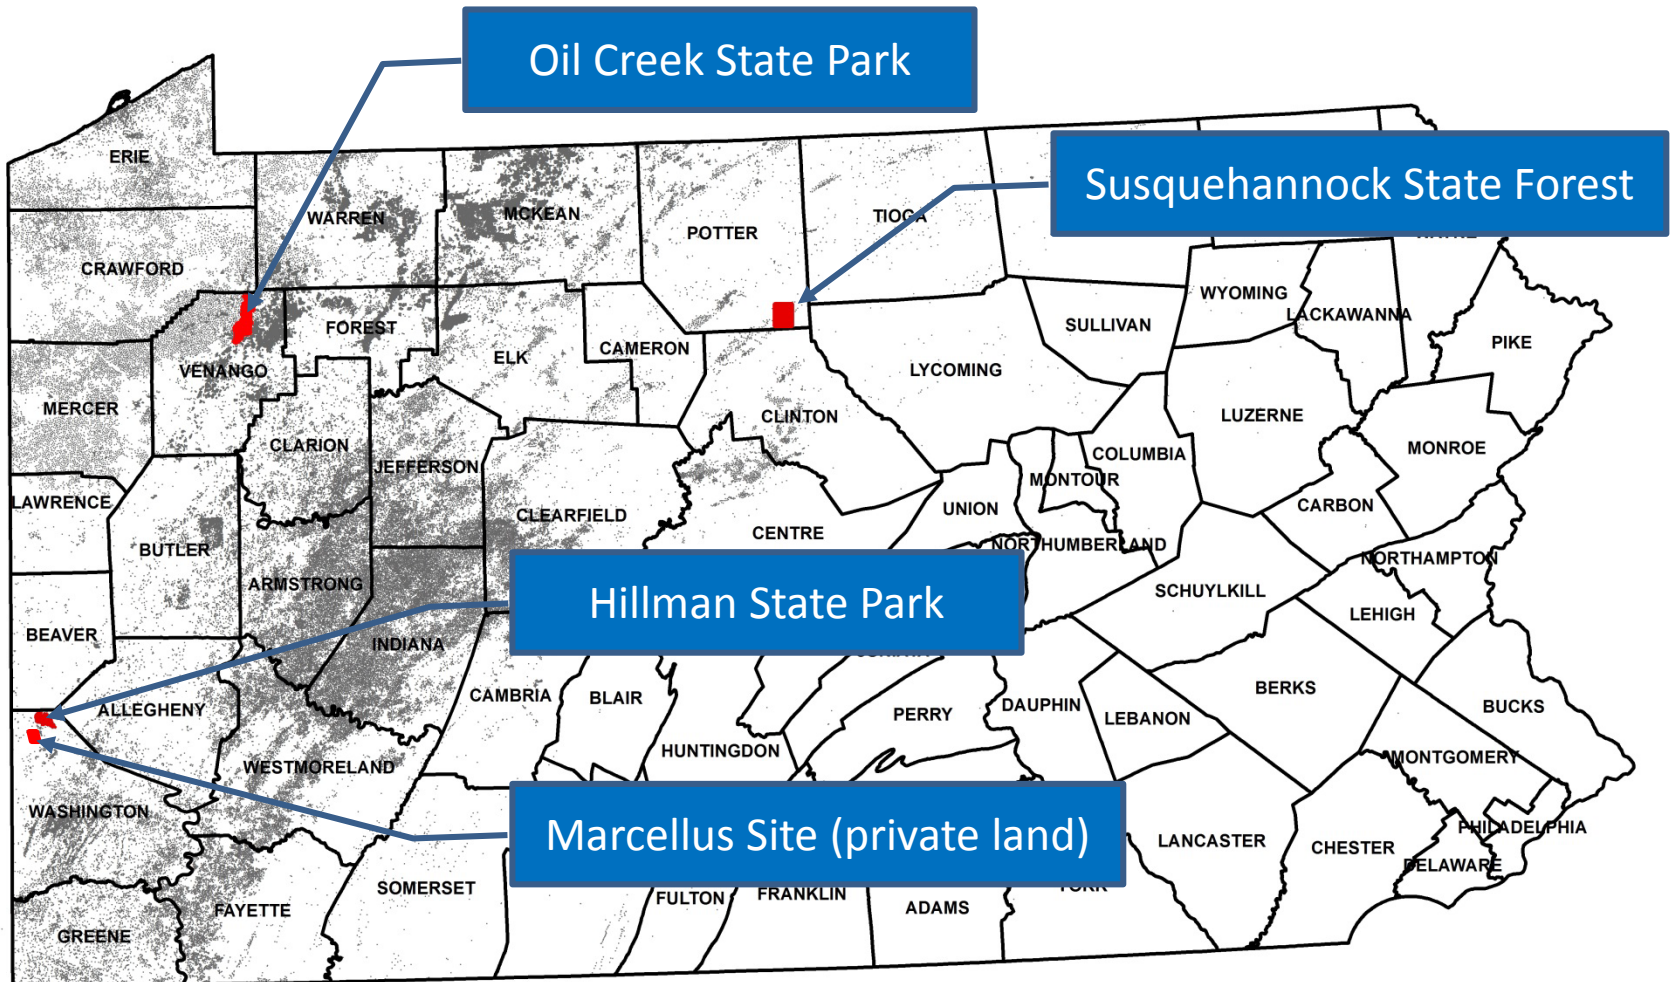 Oil Creek State Park
Susquehannock State Forest
ERIE
WARREN
MCKEAN
POTTER
TIOGA
CRAWFORD
WYOMING
LACKAWANNA
SULLIVAN
FOREST
CAMERON
ELK
PIKE
VENANGO
LYCOMING
MERCER
CLINTON
LUZERNE
CLARION
MONROE
JEFFERSON
COLUMBIA
MONTOUR
LAWRENCE
UNION
CARBON
CLEARFIELD
CENTRE
BUTLER
NORTHUMBERLAND
NORTHAMPTON
ARMSTRONG
SCHUYLKILL
Hillman State Park
LEHIGH
BEAVER
INDIANA
CAMBRIA
BLAIR
BERKS
DAUPHIN
BUCKS
ALLEGHENY
PERRY
LEBANON
HUNTINGDON
MONTGOMERY
WESTMORELAND
WASHINGTON
Marcellus Site (private land)
PHILADELPHIA
LANCASTER
CHESTER
DELAWARE
SOMERSET
FULTON
FRANKLIN
ADAMS
FAYETTE
GREENE